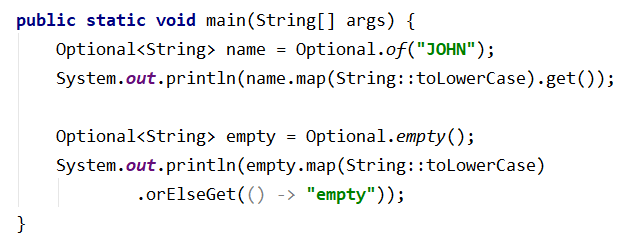 public static void main(String[] args) {
    Optional<String> name = Optional.of("JOHN");
    System.out.println(name.map(String::toLowerCase).get());

    Optional<String> empty = Optional.empty();
    System.out.println(empty.map(String::toLowerCase)
            .orElseGet(() -> "empty"));
}